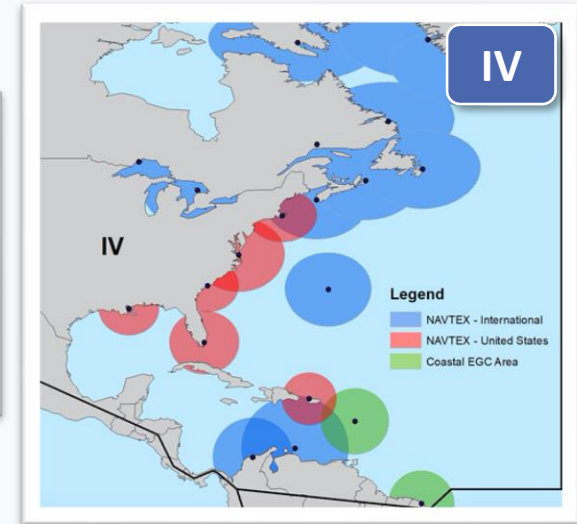 IV
IV
Legend
NAVTEX - International
NAVTEX - United States
Coastal EGC Area